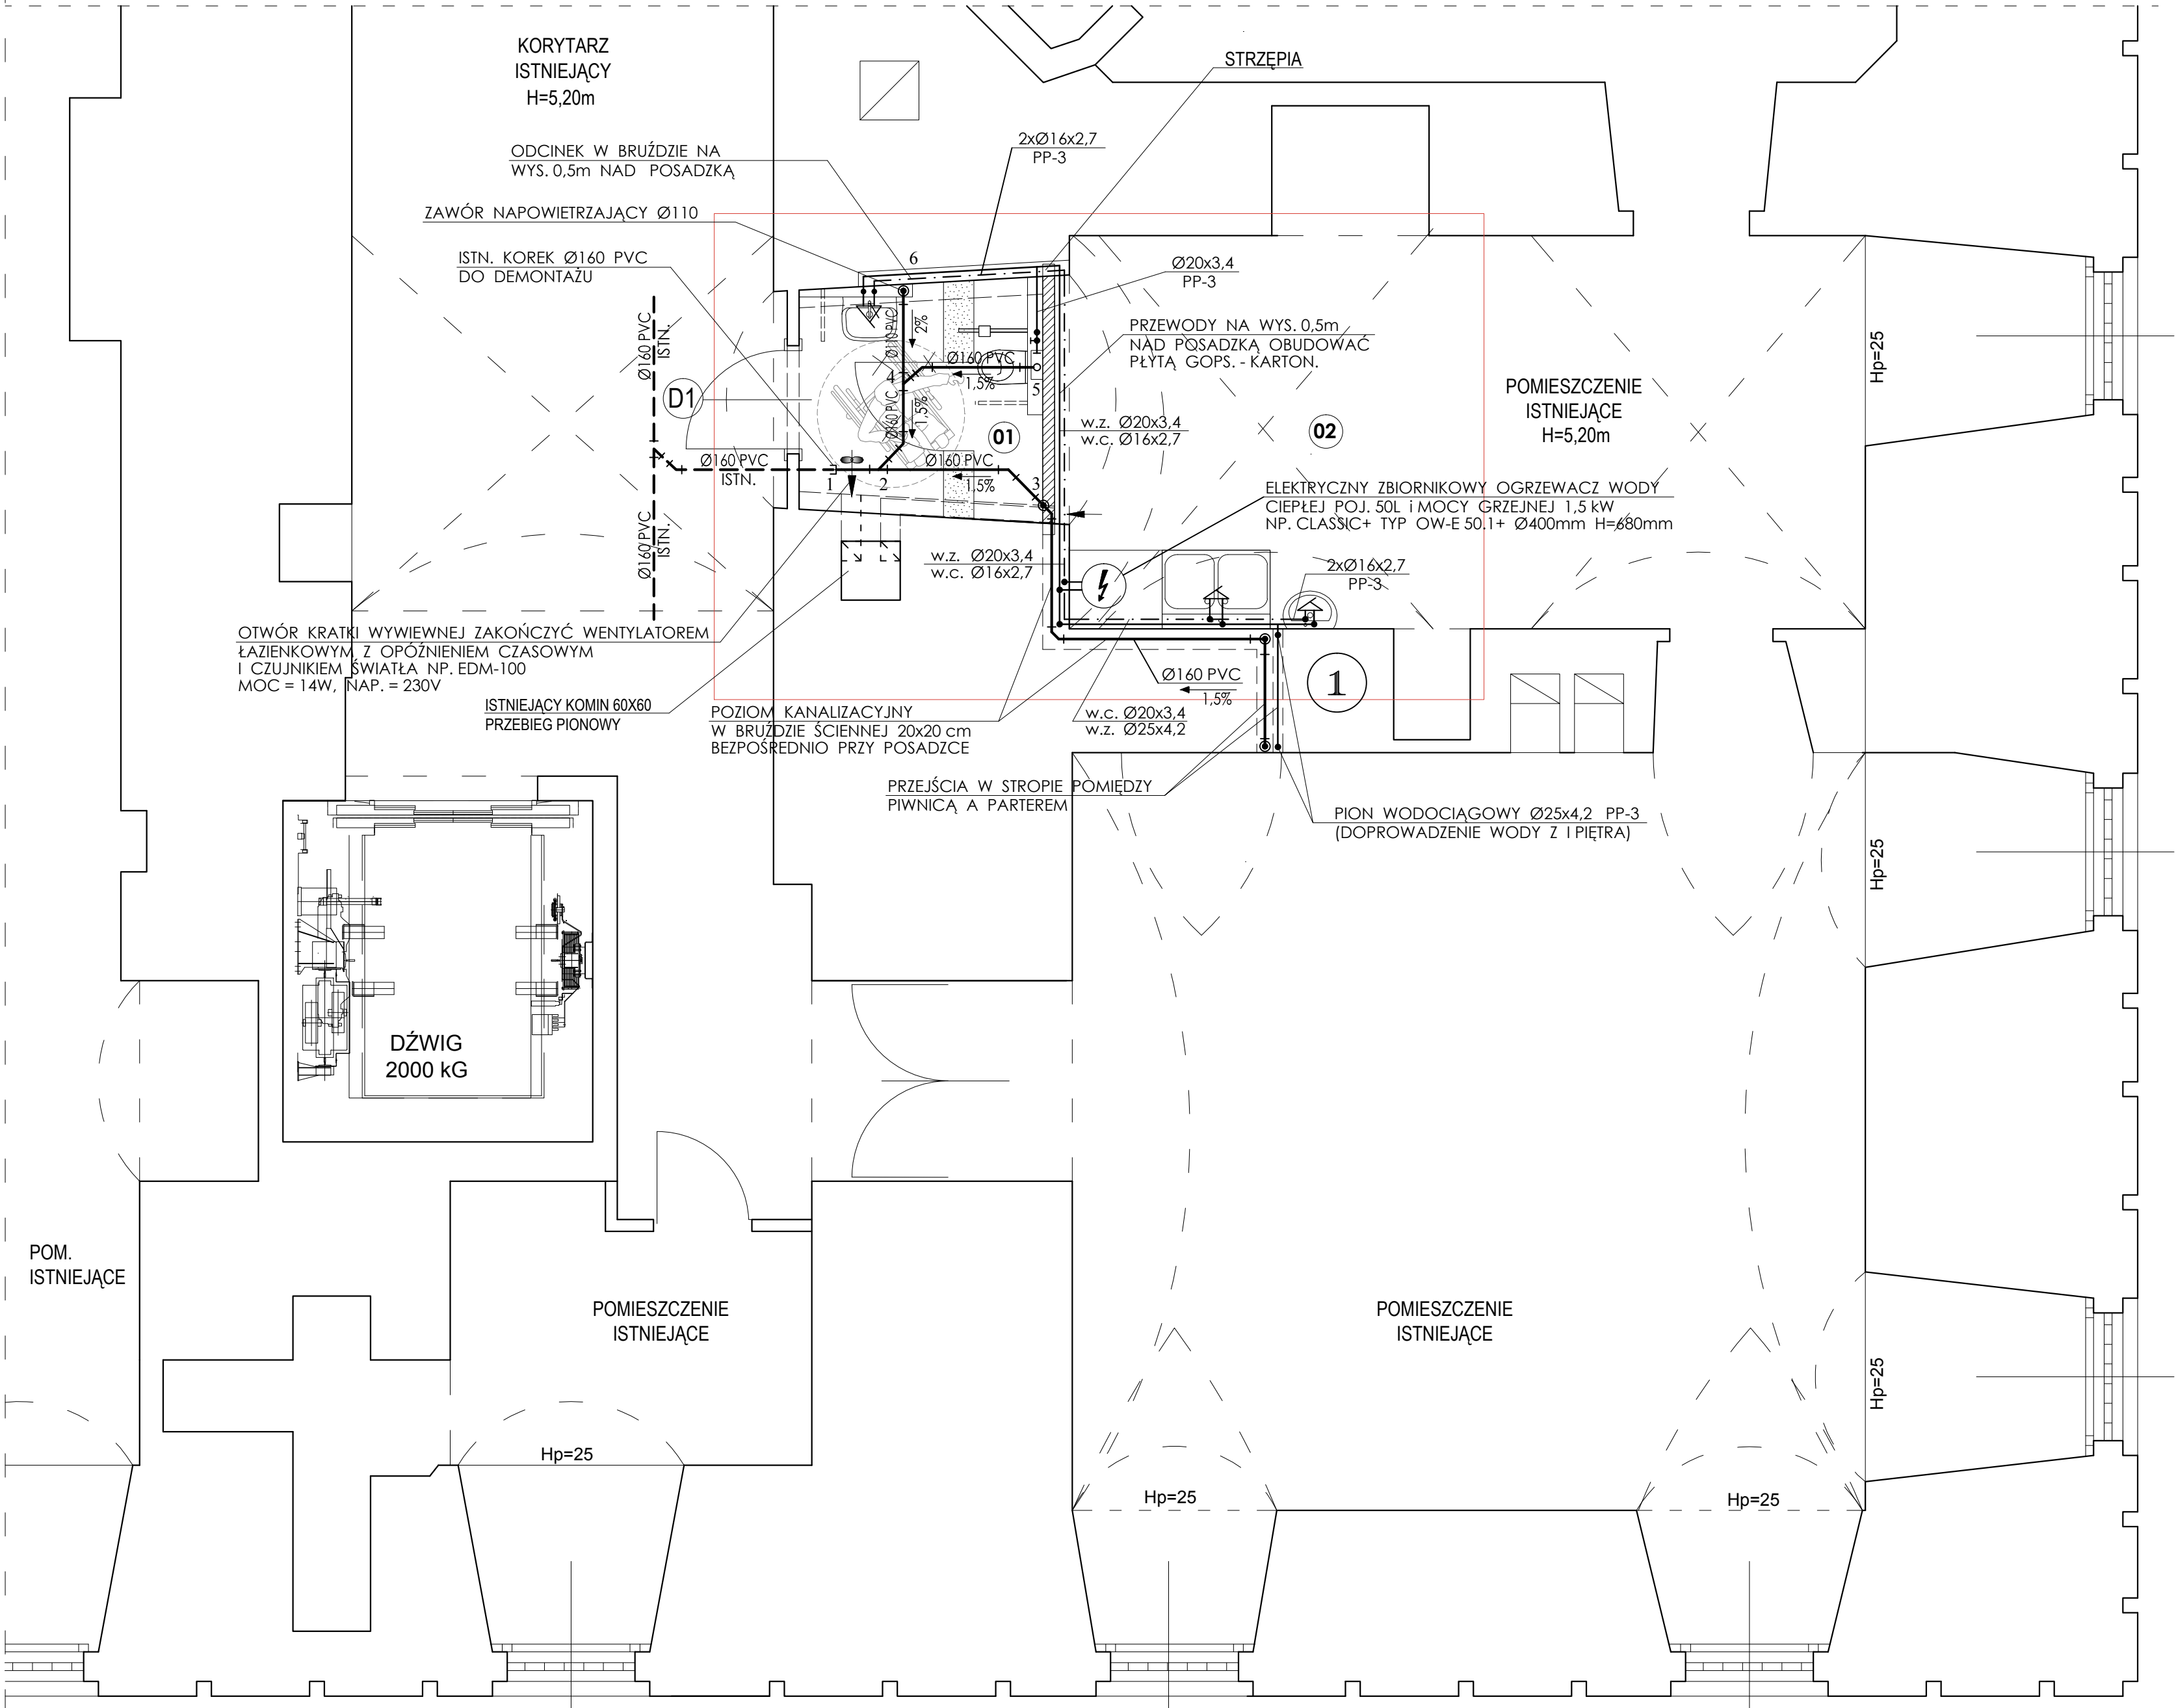 KORYTARZ
ISTNIEJĄCY
H=5,20m
STRZĘPIA
2xØ16x2,7
PP-3
ODCINEK W BRUŹDZIE NA
WYS. 0,5m NAD POSADZKĄ
ZAWÓR NAPOWIETRZAJĄCY Ø110
ISTN. KOREK Ø160 PVC
DO DEMONTAŻU
6
Ø20x3,4
PP-3
Ø160 PVC
ISTN.
Ø110 PVC
2%
PRZEWODY NA WYS. 0,5m
NAD POSADZKĄ OBUDOWAĆ
PŁYTĄ GOPS. - KARTON.
Hp=25
Ø160 PVC
1,5%
4
5
D1
Ø160 PVC
1,5%
POMIESZCZENIE
ISTNIEJĄCE
H=5,20m
01
w.z. Ø20x3,4
w.c. Ø16x2,7
02
Ø160 PVC
ISTN.
Ø160 PVC
1,5%
1
2
3
ELEKTRYCZNY ZBIORNIKOWY OGRZEWACZ WODY
CIEPŁEJ POJ. 50L i MOCY GRZEJNEJ 1,5 kW
NP. CLASSIC+ TYP OW-E 50.1+ Ø400mm H=680mm
Ø160 PVC
ISTN.
w.z. Ø20x3,4
w.c. Ø16x2,7
2xØ16x2,7
PP-3
OTWÓR KRATKI WYWIEWNEJ ZAKOŃCZYĆ WENTYLATOREM
ŁAZIENKOWYM Z OPÓŹNIENIEM CZASOWYM
I CZUJNIKIEM ŚWIATŁA NP. EDM-100
MOC = 14W, NAP. = 230V
Ø160 PVC
1,5%
1
ISTNIEJĄCY KOMIN 60X60
PRZEBIEG PIONOWY
POZIOM KANALIZACYJNY
W BRUŹDZIE ŚCIENNEJ 20x20 cm
BEZPOŚREDNIO PRZY POSADZCE
w.c. Ø20x3,4
w.z. Ø25x4,2
PRZEJŚCIA W STROPIE POMIĘDZY
PIWNICĄ A PARTEREM
PION WODOCIĄGOWY Ø25x4,2 PP-3
(DOPROWADZENIE WODY Z I PIĘTRA)
Hp=25
DŹWIG
2000 kG
POM.
ISTNIEJĄCE
POMIESZCZENIE
ISTNIEJĄCE
POMIESZCZENIE
ISTNIEJĄCE
Hp=25
Hp=25
Hp=25
Hp=25